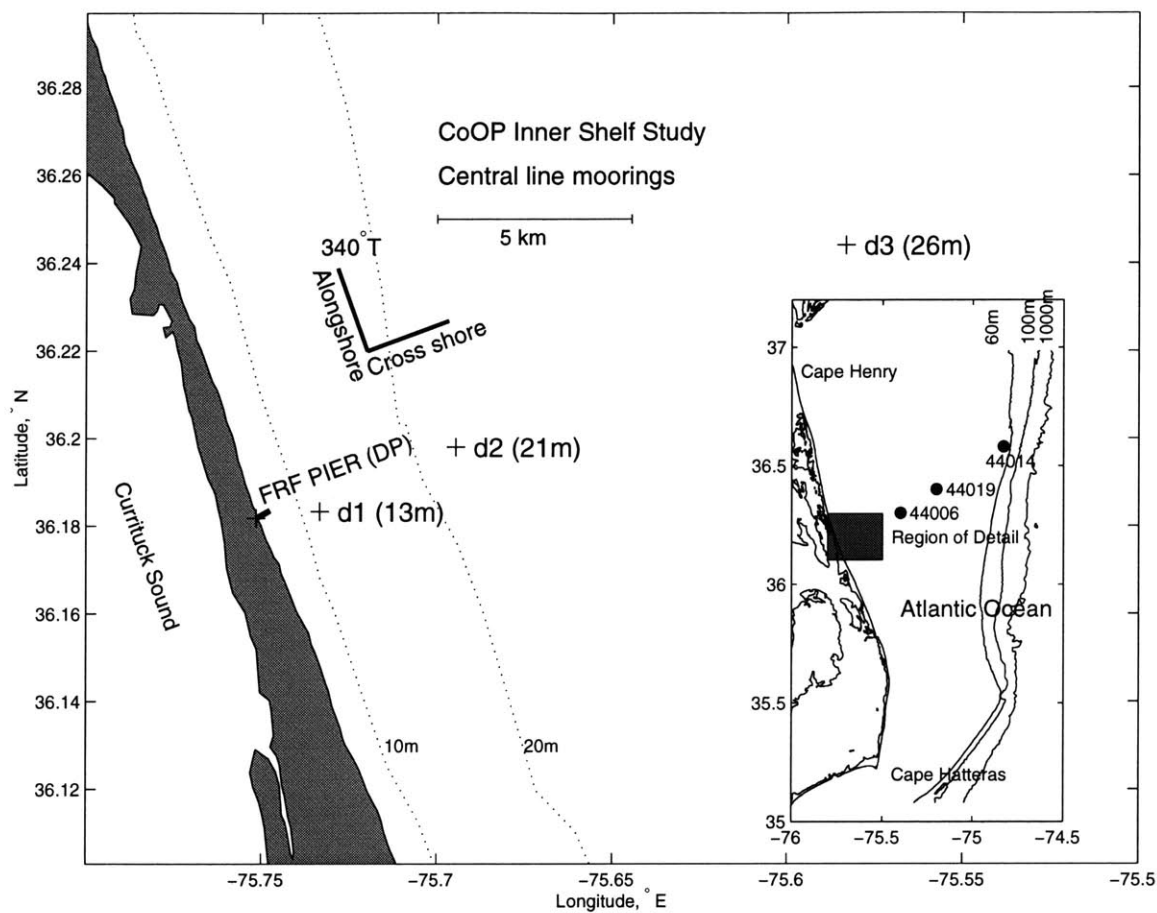 36.28
36.26
36.24
36.22
36.2
36.18
36.16
36.14
36.12
Latitude, ° N
CoOP Inner Shelf Study
Central line moorings
5 km
340°T
Alongshore
Cross shore
+ d3 (26m)
+ d2 (21m)
FRF PIER (DP)
+ d1 (13m)
Currituck Sound
10m
20m
60m
100m
1000m
37
36.5
36
35.5
35
Cape Henry
44014
44019
44006
Region of Detail
Atlantic Ocean
Cape Hatteras
−76
−75.5
−75
−74.5
−75.75
−75.7
−75.65
−75.6
−75.55
−75.5
Longitude, ° E